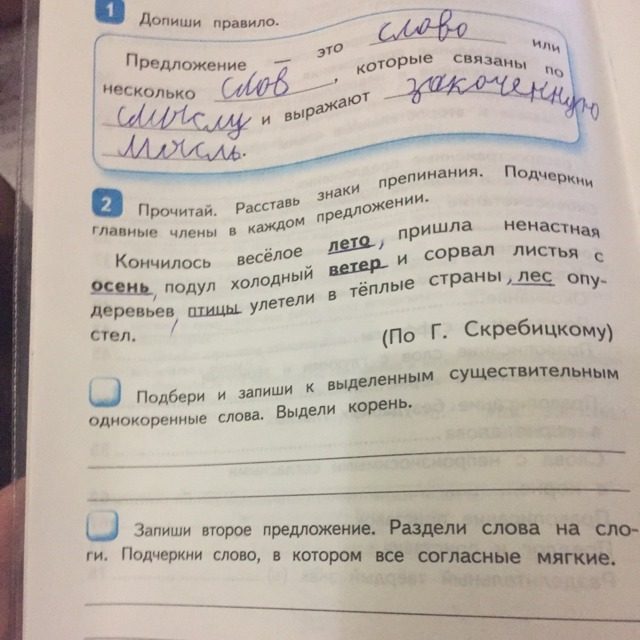 1 Допиши правило.
Предложение — это слово или
несколько слов, которые связаны по
смыслу и выражают закоченную
мысль.
2 Прочитай. Расставь знаки препинания. Подчеркни
главные члены в каждом предложении.
Кончилось весёлое лето, пришла ненастная
осень, подул холодный ветер и сорвал листья с
деревьев, птицы улетели в тёплые страны, лес опу-
стел.
(По Г. Скребицкому)
Подбери и запиши к выделенным существительным
однокоренные слова. Выдели корень.
Запиши второе предложение. Раздели слова на сло-
ги. Подчеркни слово, в котором все согласные мягкие.